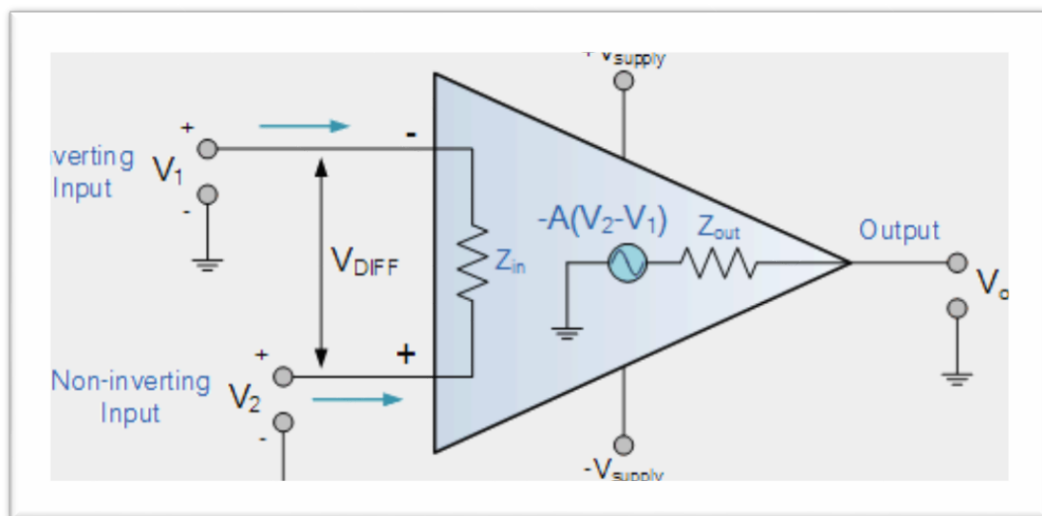 +Vsupply
+
-
verting
Input
V1
-
VDIFF
Zin
-A(V2-V1)
Zout
Output
Vo
+
+
Non-inverting
Input
V2
-
-Vsupply